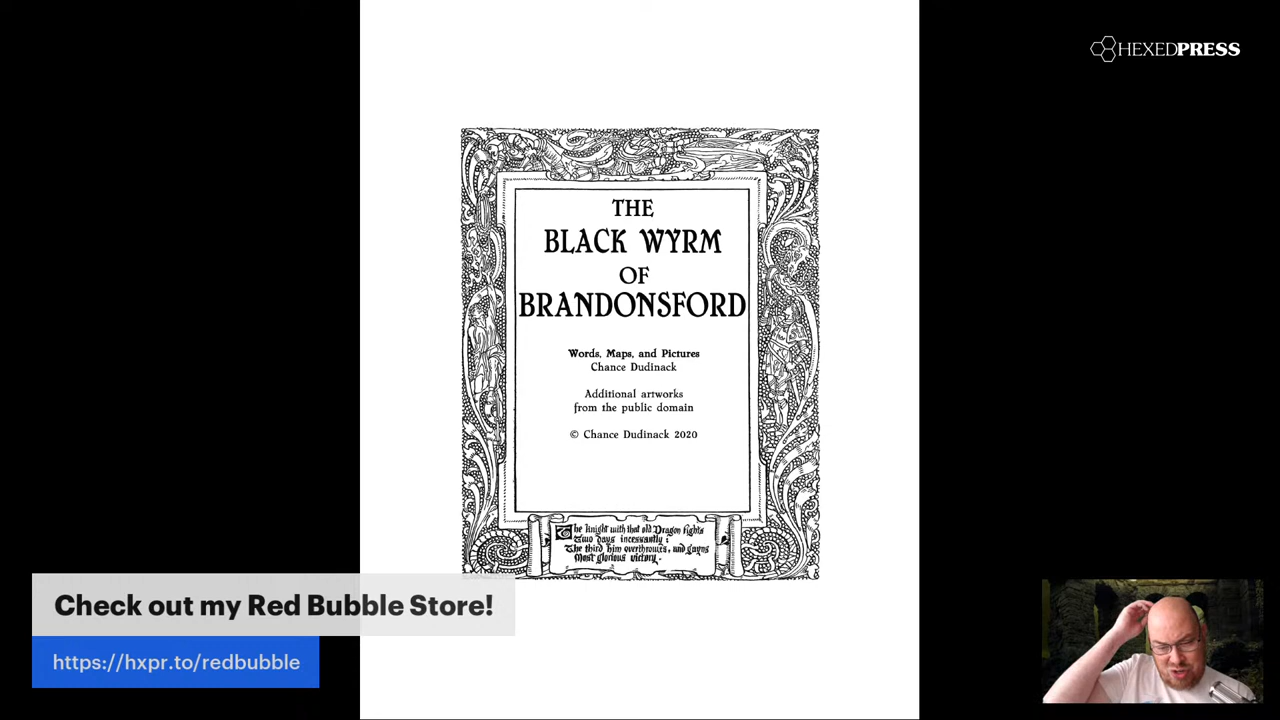 HEXEDPRESS
THE
BLACK WYRM
OF
BRANDONSFORD
Words, Maps, and Pictures
Chance Dudinack
Additional artworks
from the public domain
© Chance Dudinack 2020
The knight with that old Dragon fights
Two days incessantly:
The third him overthrowes, and gayns
Most glorious victory.
Check out my Red Bubble Store!
https://hxpr.to/redbubble